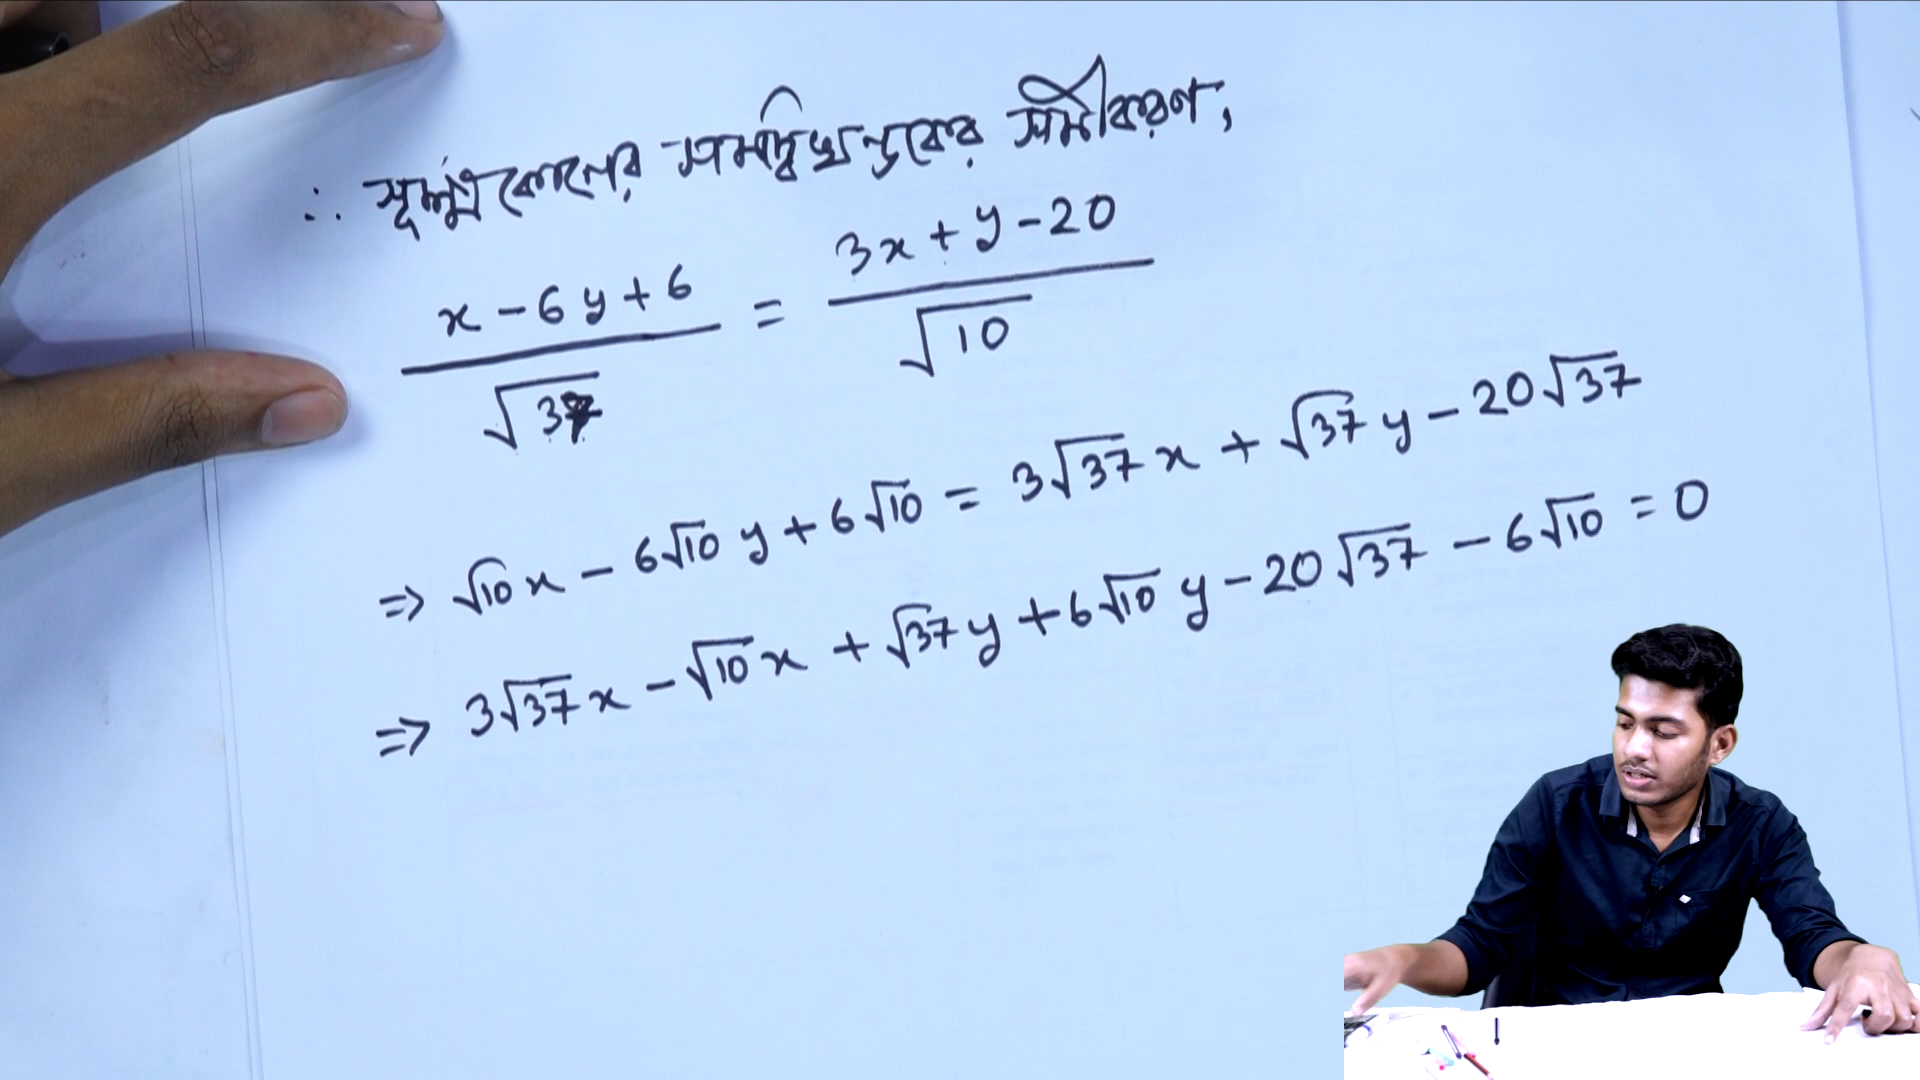 ∴ সূক্ষ্মকোণের সমদ্বিখন্ডকের সমীকরণ,
x - 6y + 6 / √37 = 3x + y - 20 / √10
⇒ √10 x - 6√10 y + 6√10 = 3√37 x + √37 y - 20√37
⇒ 3√37 x - √10 x + √37 y + 6√10 y - 20√37 - 6√10 = 0